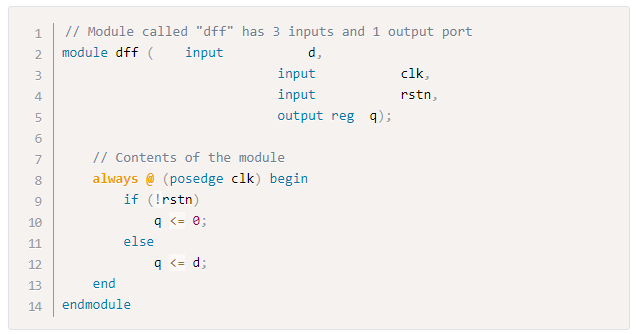 1 // Module called "dff" has 3 inputs and 1 output port
2 module dff ( input d,
3 input clk,
4 input rstn,
5 output reg q);
6
7 // Contents of the module
8 always @ (posedge clk) begin
9 if (!rstn)
10 q <= 0;
11 else
12 q <= d;
13 end
14 endmodule